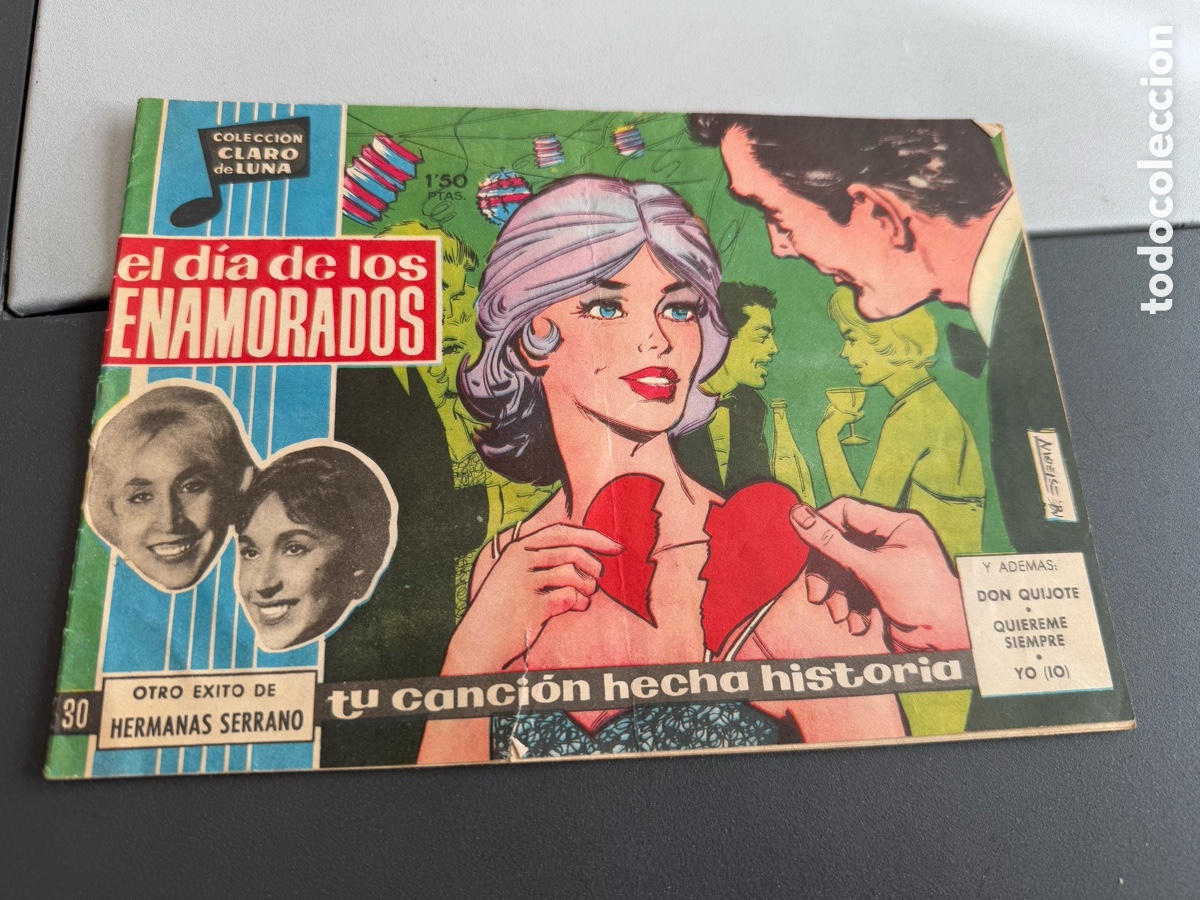 COLECCION
CLARO
de LUNA
1'50
PTAS.
el día de los
ENAMORADOS
Y ADEMAS:
DON QUIJOTE
•
QUIEREME
SIEMPRE
•
YO (IO)
tu canción hecha historia
OTRO EXITO DE
HERMANAS SERRANO
30
todocoleccion